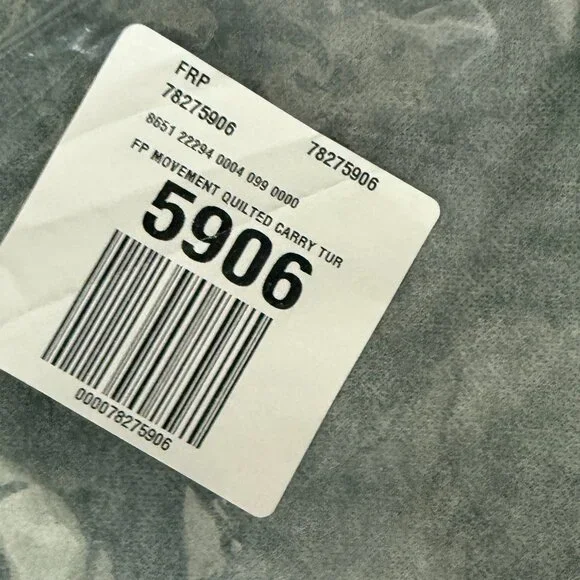 FRP
78275906 78275906
8651 22294 0004 099 0000
FP MOVEMENT QUILTED CARRY TUR
5906
000078275906